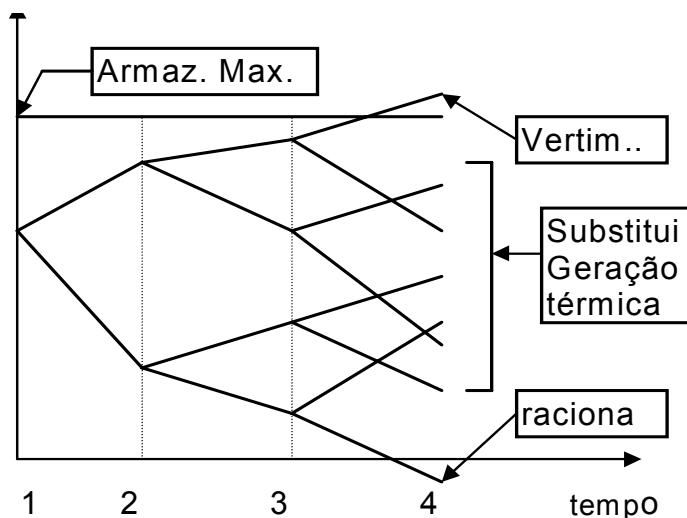 Armaz. Max.
Vertim..
Substitui
Geração
térmica
raciona
1 2 3 4 tempo